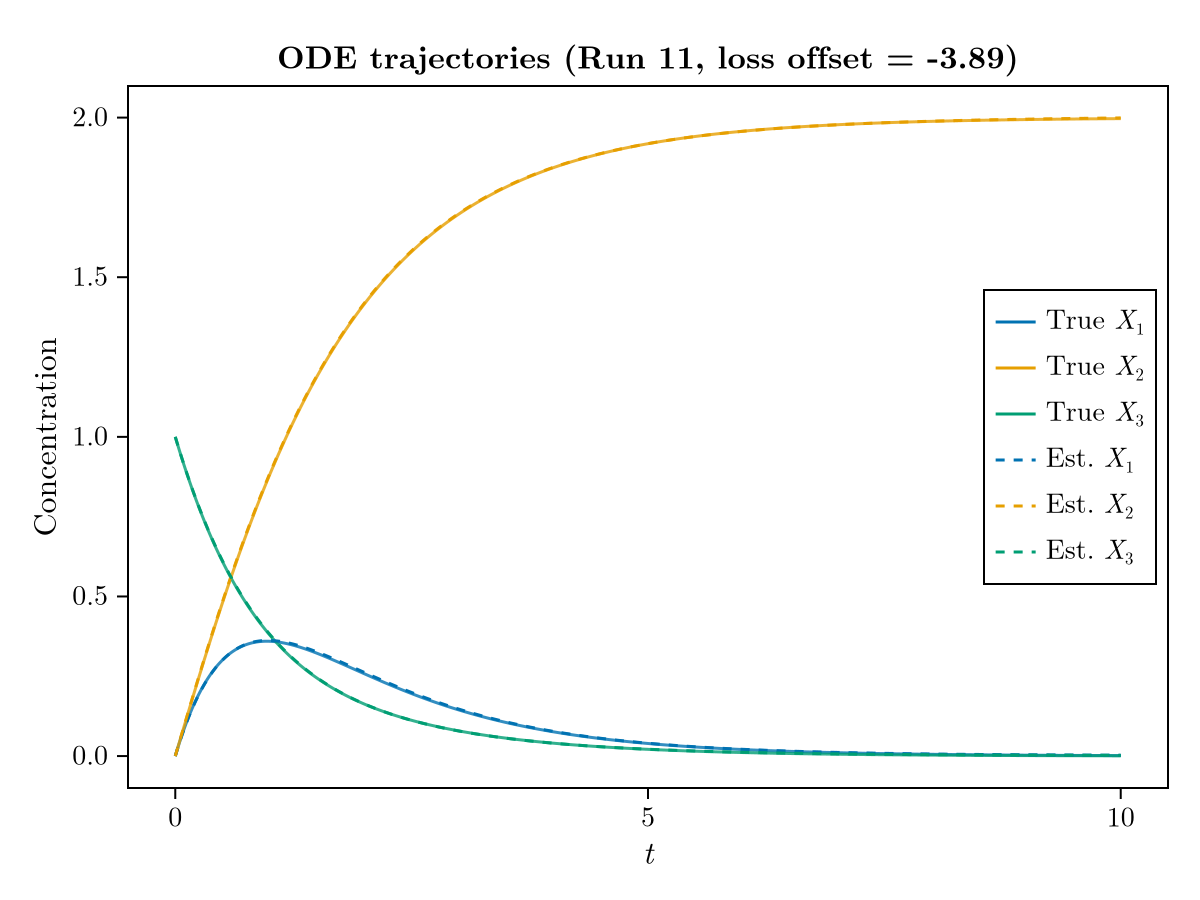 ODE trajectories (Run 11, loss offset = -3.89)
Concentration
2.0
1.5
1.0
0.5
0.0
True X₁
True X₂
True X₃
Est. X₁
Est. X₂
Est. X₃
0
5
10
t